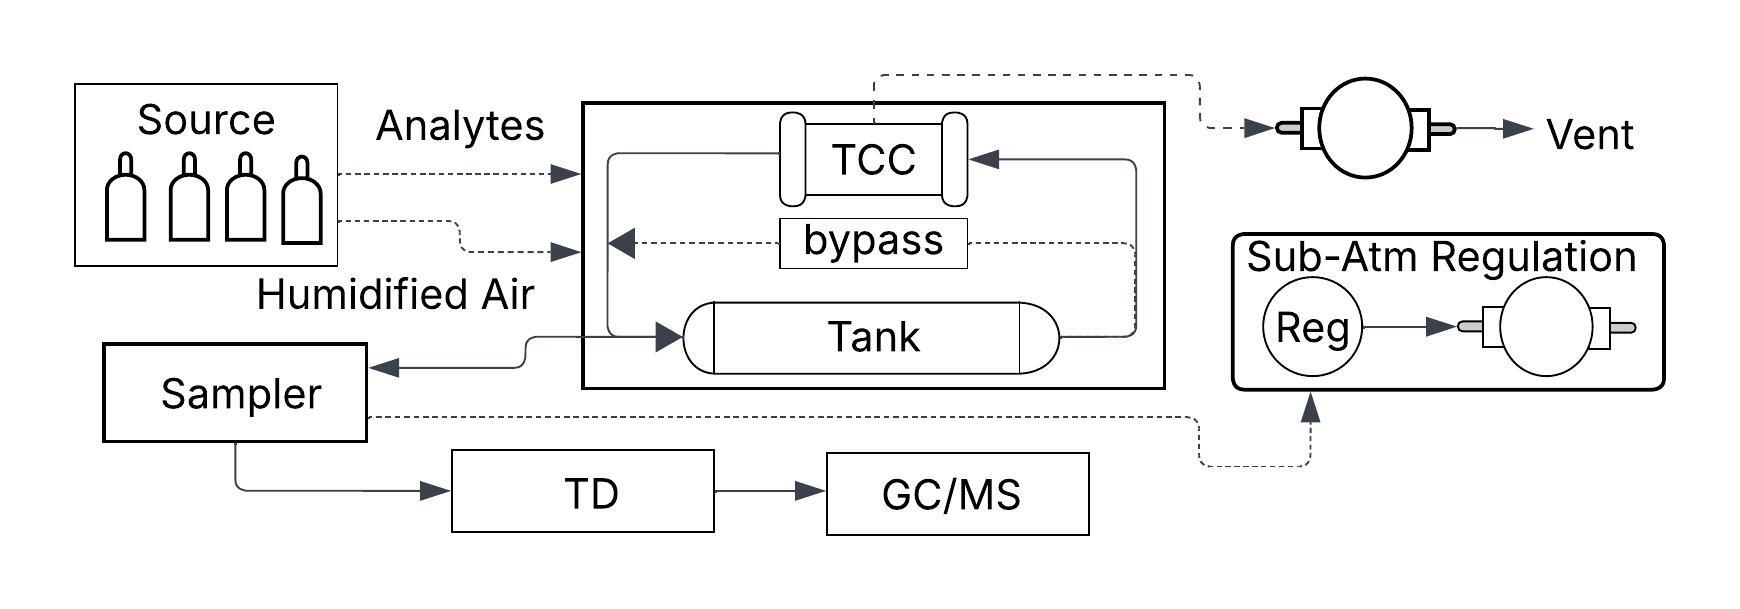 Source
Analytes
Humidified Air
TCC
bypass
Tank
Vent
Sub-Atm Regulation
Reg
Sampler
TD
GC/MS